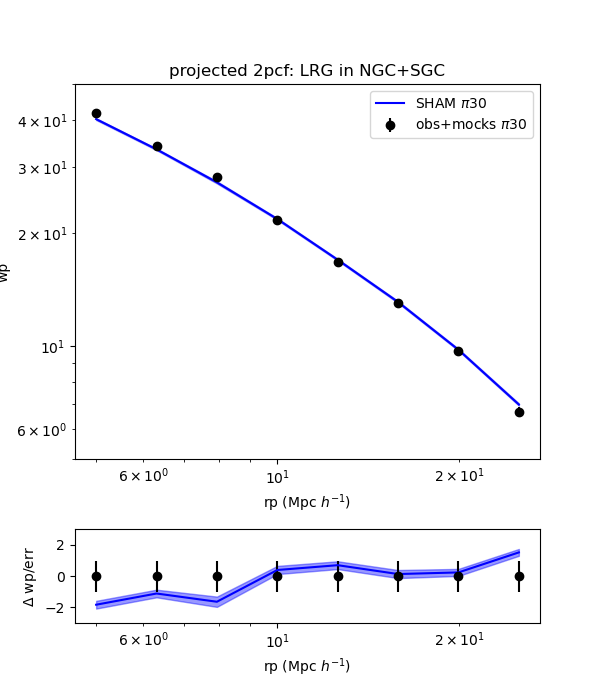 projected 2pcf: LRG in NGC+SGC
SHAM π30
obs+mocks π30
4 × 10¹
3 × 10¹
2 × 10¹
10¹
6 × 10⁰
wp
6 × 10⁰ 10¹ 2 × 10¹
rp (Mpc h⁻¹)
2
0
−2
Δ wp/err
6 × 10⁰ 10¹ 2 × 10¹
rp (Mpc h⁻¹)